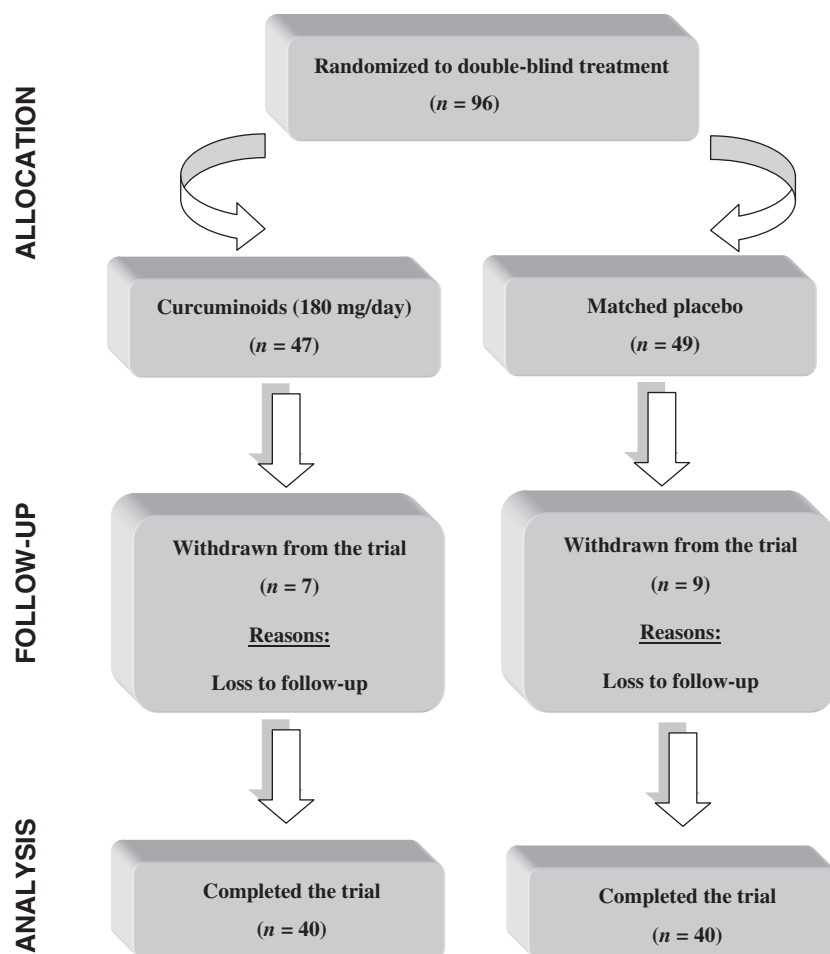 ALLOCATION
Randomized to double-blind treatment
(n = 96)
Curcuminoids (180 mg/day)
(n = 47)
Matched placebo
(n = 49)
FOLLOW-UP
Withdrawn from the trial
(n = 7)
Reasons:
Loss to follow-up
Withdrawn from the trial
(n = 9)
Reasons:
Loss to follow-up
ANALYSIS
Completed the trial
(n = 40)
Completed the trial
(n = 40)